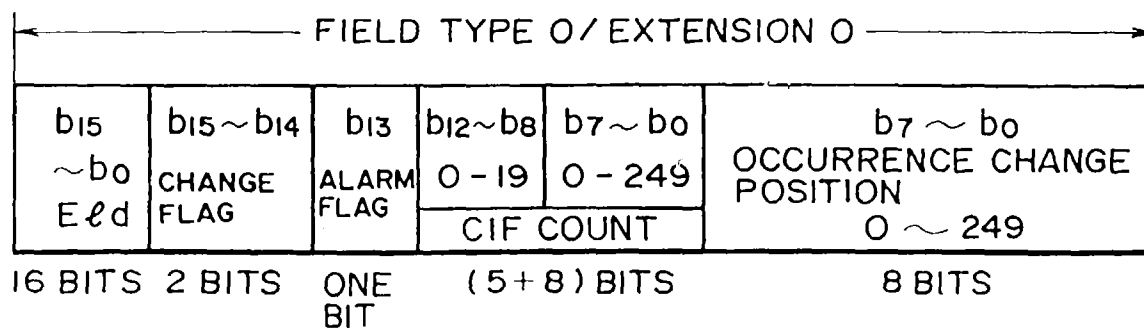 FIELD TYPE 0/EXTENSION 0
b15 ~b0 Eld
b15~b14 CHANGE FLAG
b13 ALARM FLAG
b12~b8 0-19
b7~b0 0-249
CIF COUNT
b7~b0
OCCURRENCE CHANGE
POSITION
0~249
16 BITS 2 BITS ONE BIT (5+8) BITS 8 BITS